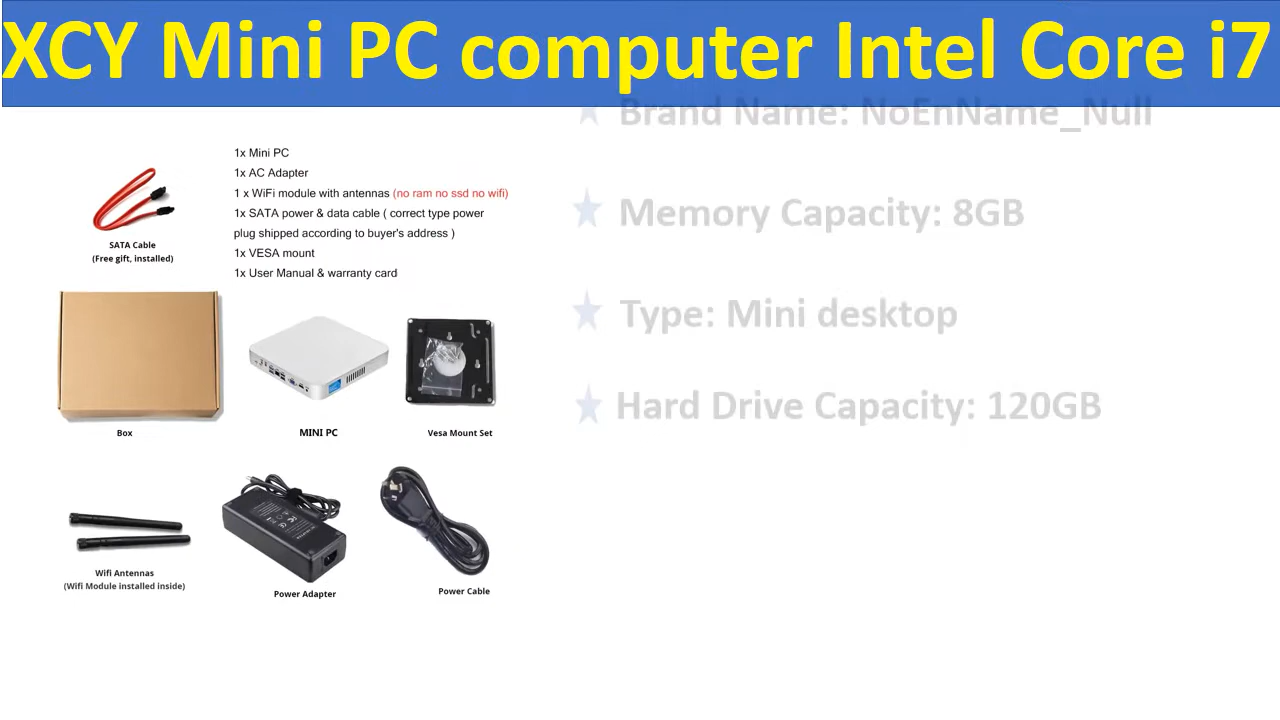 XCY Mini PC computer Intel Core i7
Brand Name: NoEnName_Null
Memory Capacity: 8GB
Type: Mini desktop
Hard Drive Capacity: 120GB
1x Mini PC
1x AC Adapter
1 x WiFi module with antennas (no ram no ssd no wifi)
1x SATA power & data cable ( correct type power
plug shipped according to buyer's address )
1x VESA mount
1x User Manual & warranty card
SATA Cable
(Free gift, installed)
Box
MINI PC
Vesa Mount Set
Wifi Antennas
(Wifi Module installed inside)
Power Adapter
Power Cable